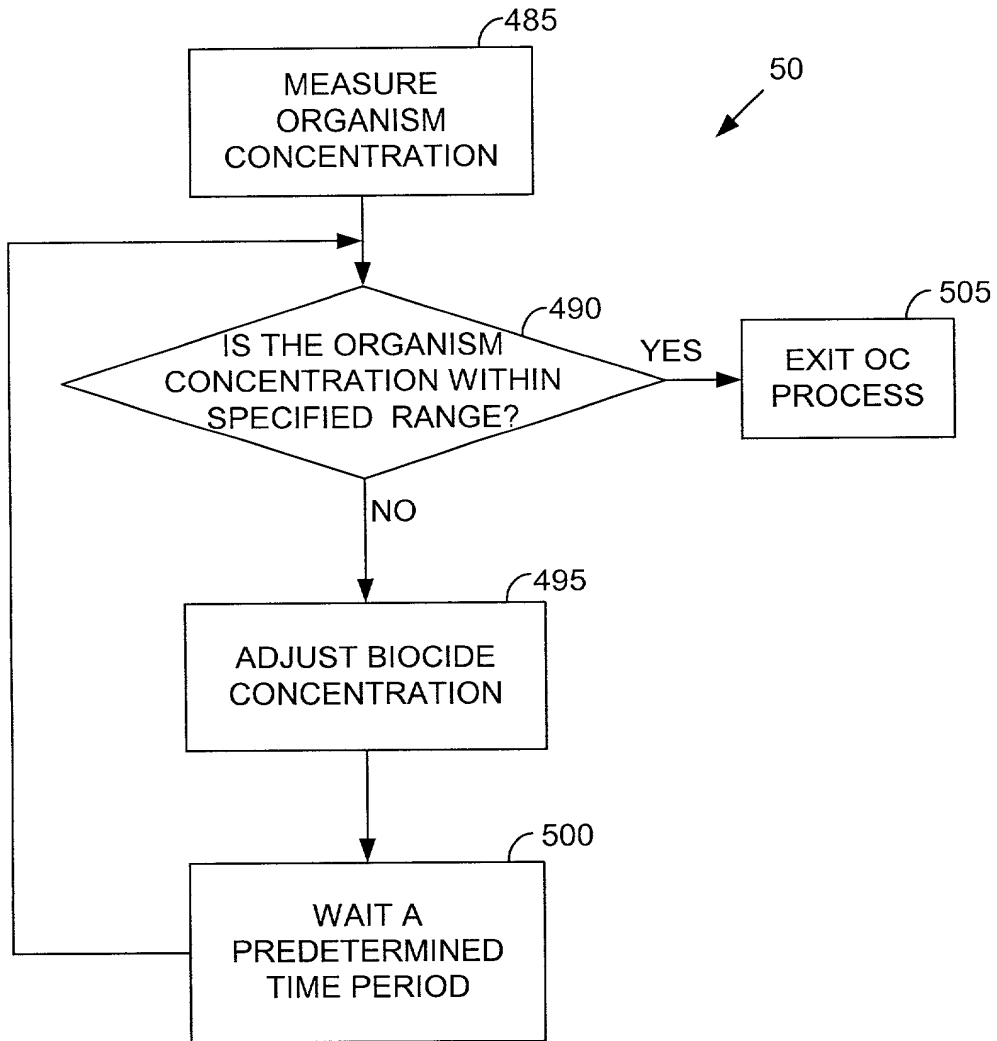 485
MEASURE
ORGANISM
CONCENTRATION
50
490
IS THE ORGANISM
CONCENTRATION WITHIN
SPECIFIED RANGE?
YES
505
EXIT OC
PROCESS
NO
495
ADJUST BIOCIDE
CONCENTRATION
500
WAIT A
PREDETERMINED
TIME PERIOD